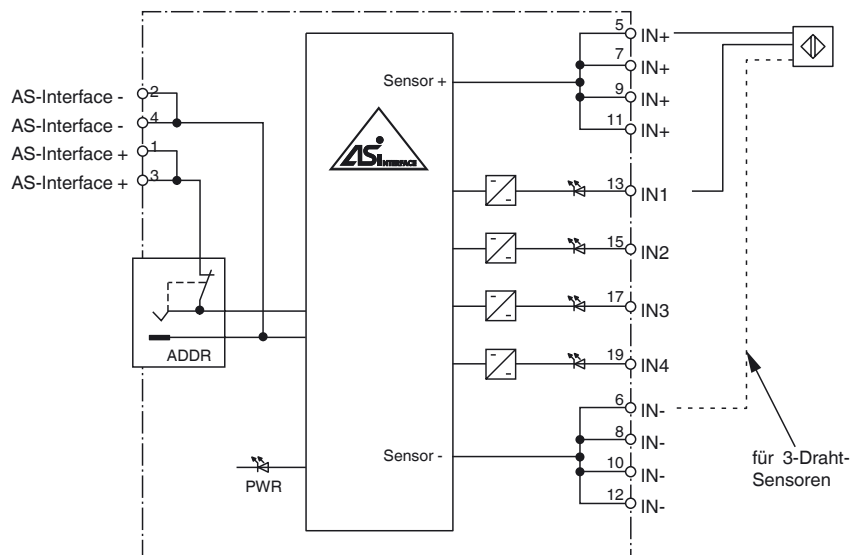 AS-Interface -
2
AS-Interface -
4
AS-Interface +
1
AS-Interface +
3
ADDR
PWR
Sensor +
ASi INTERFACE
Sensor -
5 IN+
7 IN+
9 IN+
11 IN+
13 IN1
15 IN2
17 IN3
19 IN4
6 IN-
8 IN-
10 IN-
12 IN-
für 3-Draht-
Sensoren